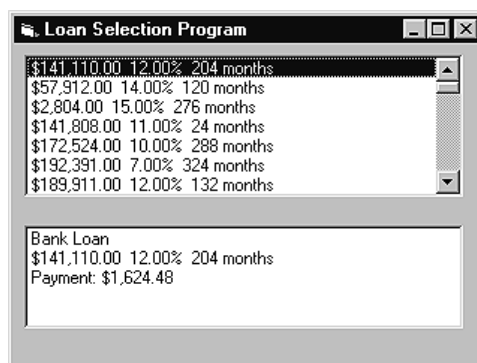 Loan Selection Program
$141,110.00 12.00% 204 months
$57,912.00 14.00% 120 months
$2,804.00 15.00% 276 months
$141,808.00 11.00% 24 months
$172,524.00 10.00% 288 months
$192,391.00 7.00% 324 months
$189,911.00 12.00% 132 months
Bank Loan
$141,110.00 12.00% 204 months
Payment: $1,624.48